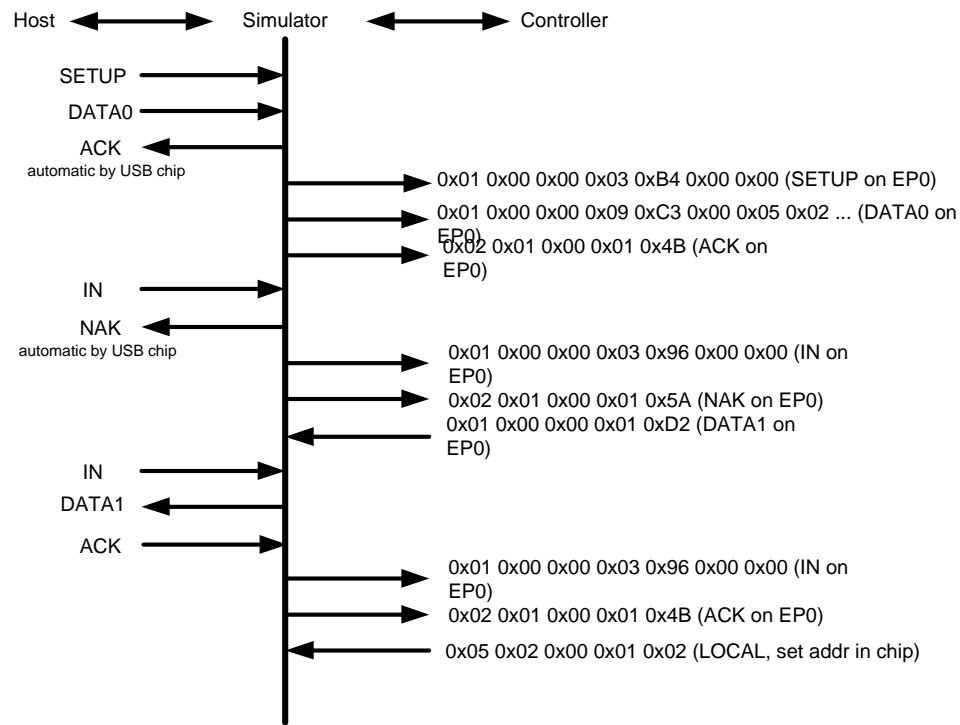 Host Simulator Controller
SETUP
DATA0
ACK
automatic by USB chip
0x01 0x00 0x00 0x03 0xB4 0x00 0x00 (SETUP on EP0)
0x01 0x00 0x00 0x09 0xC3 0x00 0x05 0x02 ... (DATA0 on
EP0)
0x02 0x01 0x00 0x01 0x4B (ACK on
EP0)
IN
NAK
automatic by USB chip
0x01 0x00 0x00 0x03 0x96 0x00 0x00 (IN on
EP0)
0x02 0x01 0x00 0x01 0x5A (NAK on EP0)
0x01 0x00 0x00 0x01 0xD2 (DATA1 on
EP0)
IN
DATA1
ACK
0x01 0x00 0x00 0x03 0x96 0x00 0x00 (IN on
EP0)
0x02 0x01 0x00 0x01 0x4B (ACK on EP0)
0x05 0x02 0x00 0x01 0x02 (LOCAL, set addr in chip)